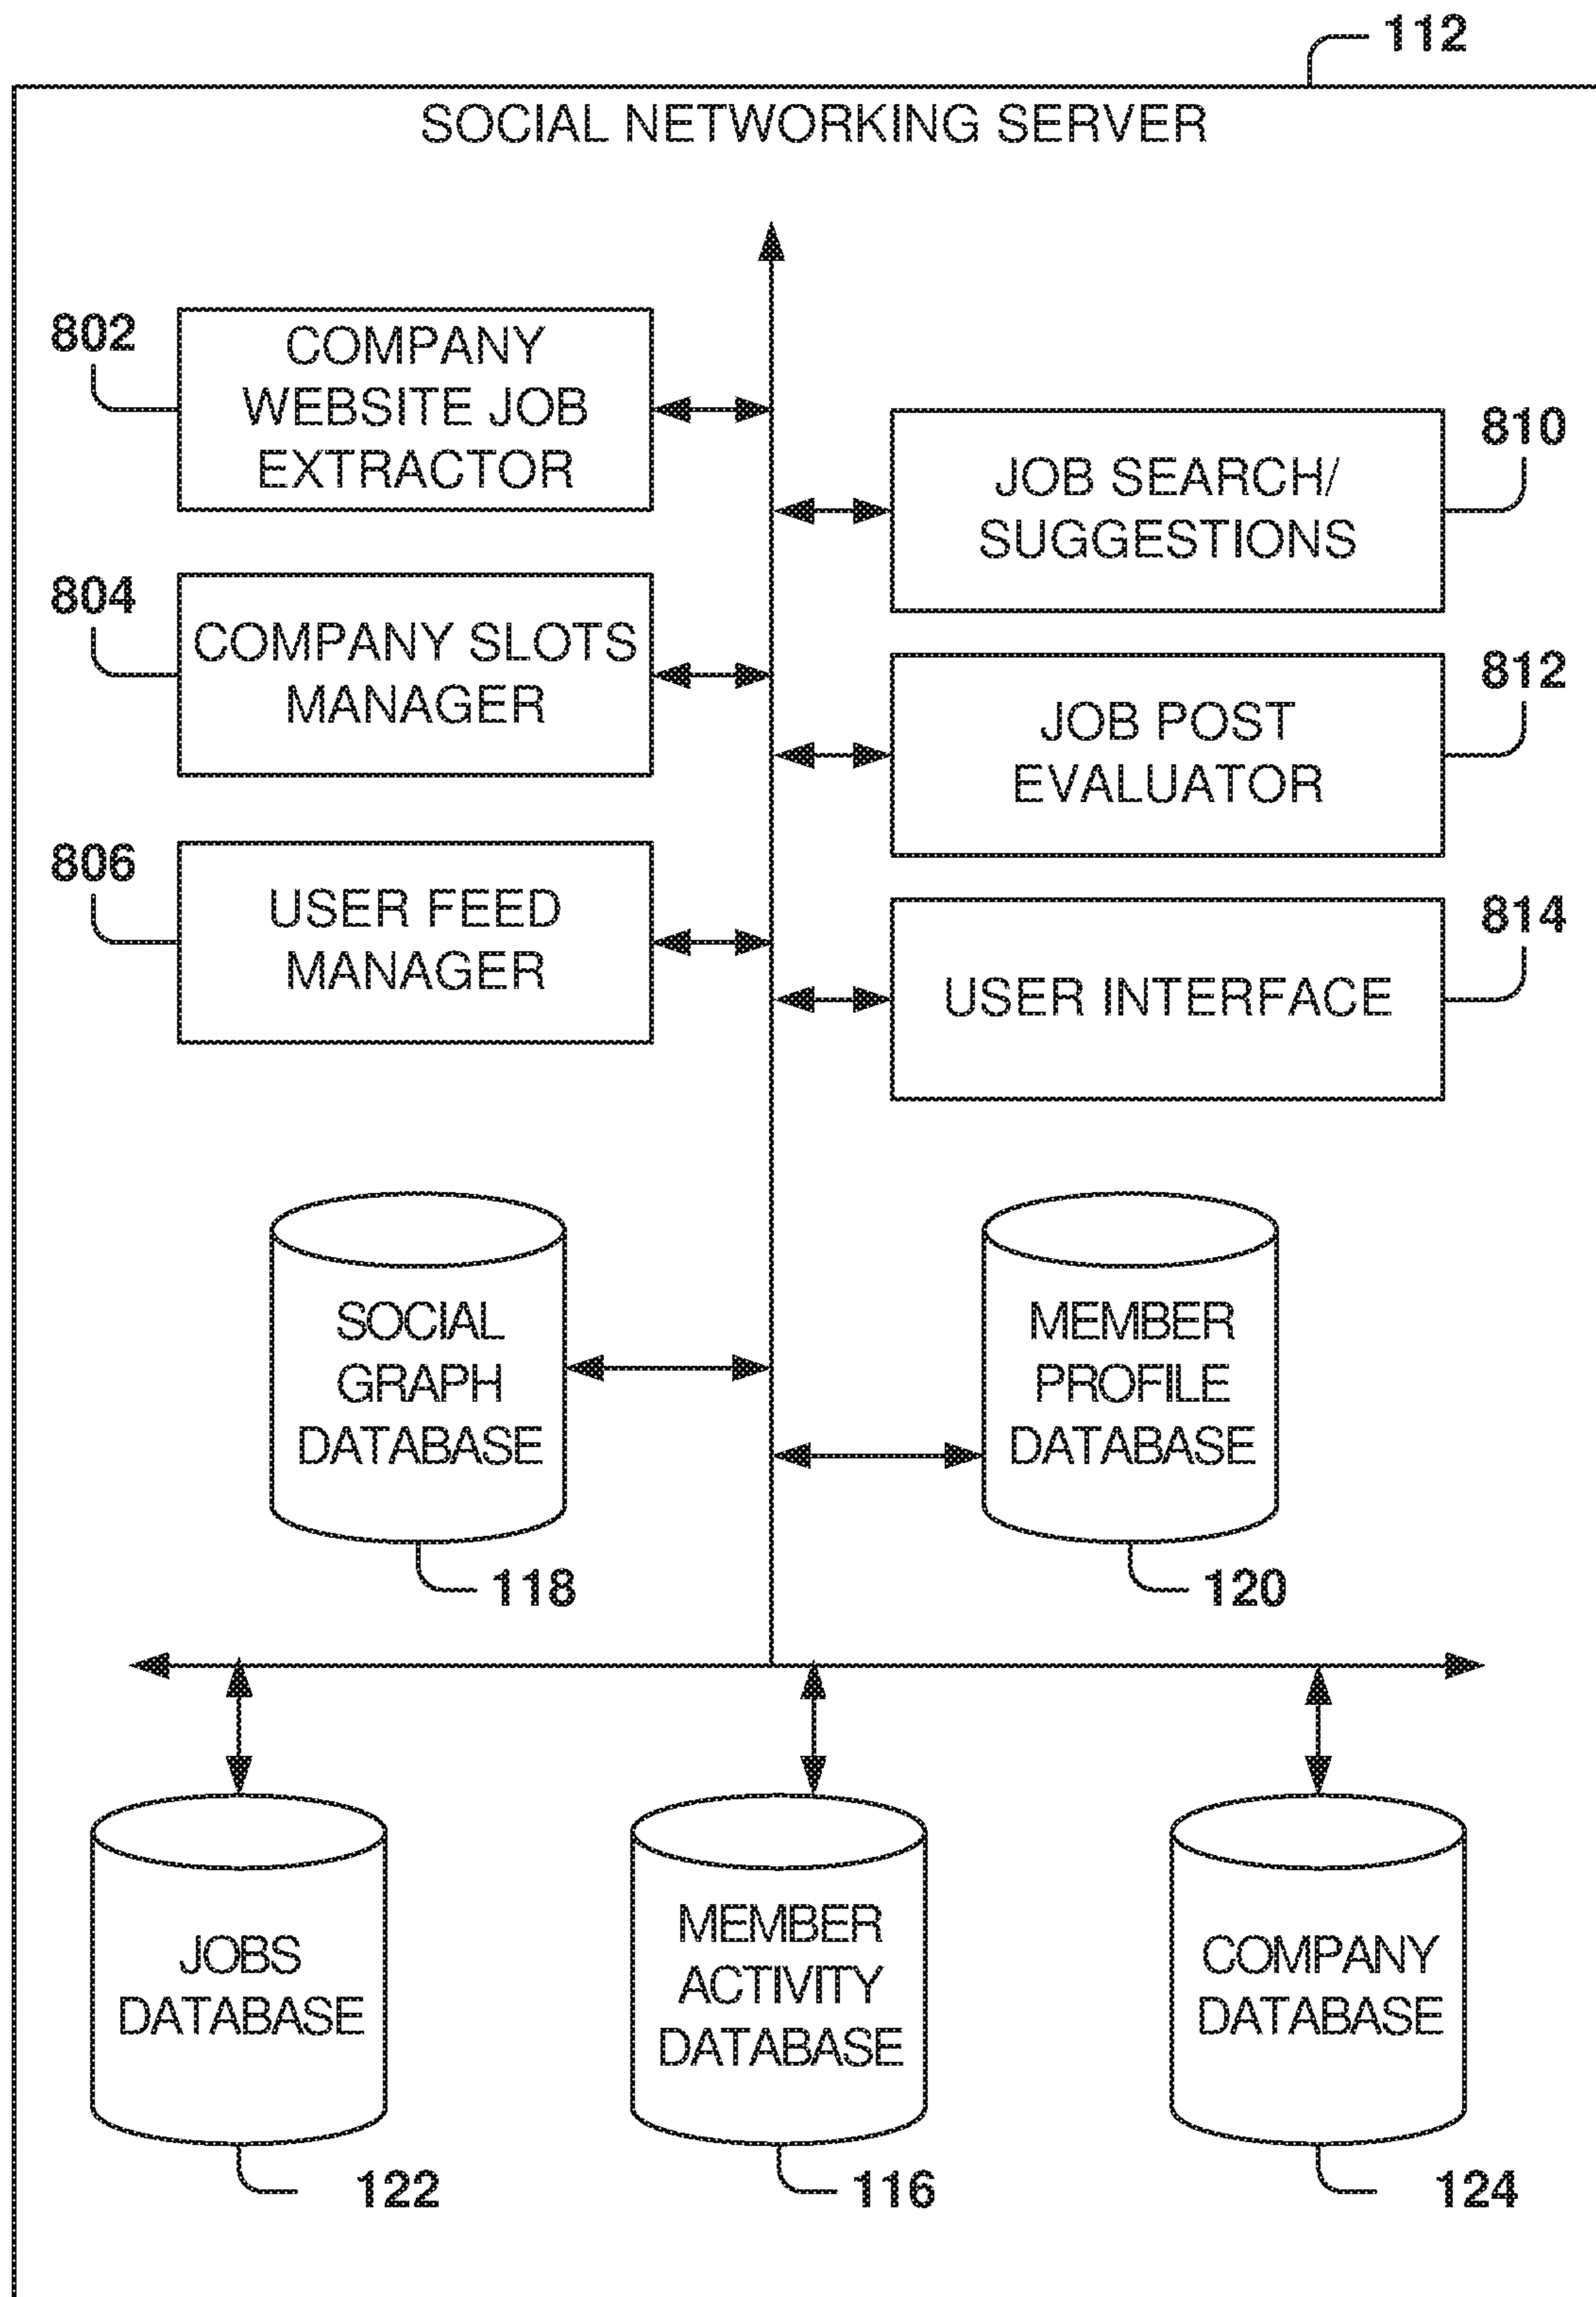 112
SOCIAL NETWORKING SERVER
802
COMPANY
WEBSITE JOB
EXTRACTOR
810
JOB SEARCH/
SUGGESTIONS
804
COMPANY SLOTS
MANAGER
812
JOB POST
EVALUATOR
806
USER FEED
MANAGER
814
USER INTERFACE
SOCIAL
GRAPH
DATABASE
118
MEMBER
PROFILE
DATABASE
120
JOBS
DATABASE
122
MEMBER
ACTIVITY
DATABASE
116
COMPANY
DATABASE
124